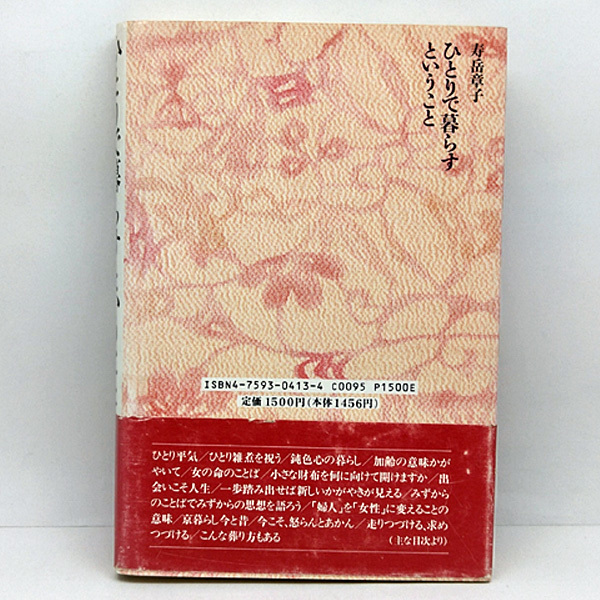 寿岳章子
ひとりで暮らす
ということ
ISBN4-7593-0413-4 C0095 P1500E
定価1500円(本体1456円)
ひとり平気/ひとり雑煮を祝う/鈍色心の暮らし/加齢の意味かが
やいて/女の命のことば/小さな財布を何に向けて開けますか/出
会いこそ人生/一歩踏み出せば新しいかがやきが見える/みずから
のことばでみずからの思想を語ろう/「婦人」を「女性」に変えることの
意味/京暮らし今と昔/今こそ、怒らんとあかん/走りつづける、求め
つづける/こんな葬り方もある
(主な目次より)